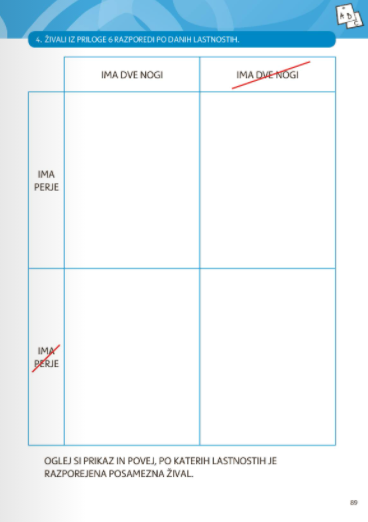 A
B
C
4. ŽIVALI IZ PRILOGE 6 RAZPOREDI PO DANIH LASTNOSTIH.
IMA DVE NOGI
IMA DVE NOGI
IMA
PERJE
IMA
PERJE
OGLEJ SI PRIKAZ IN POVEJ, PO KATERIH LASTNOSTIH JE
RAZPOREJENA POSAMEZNA ŽIVAL.
89